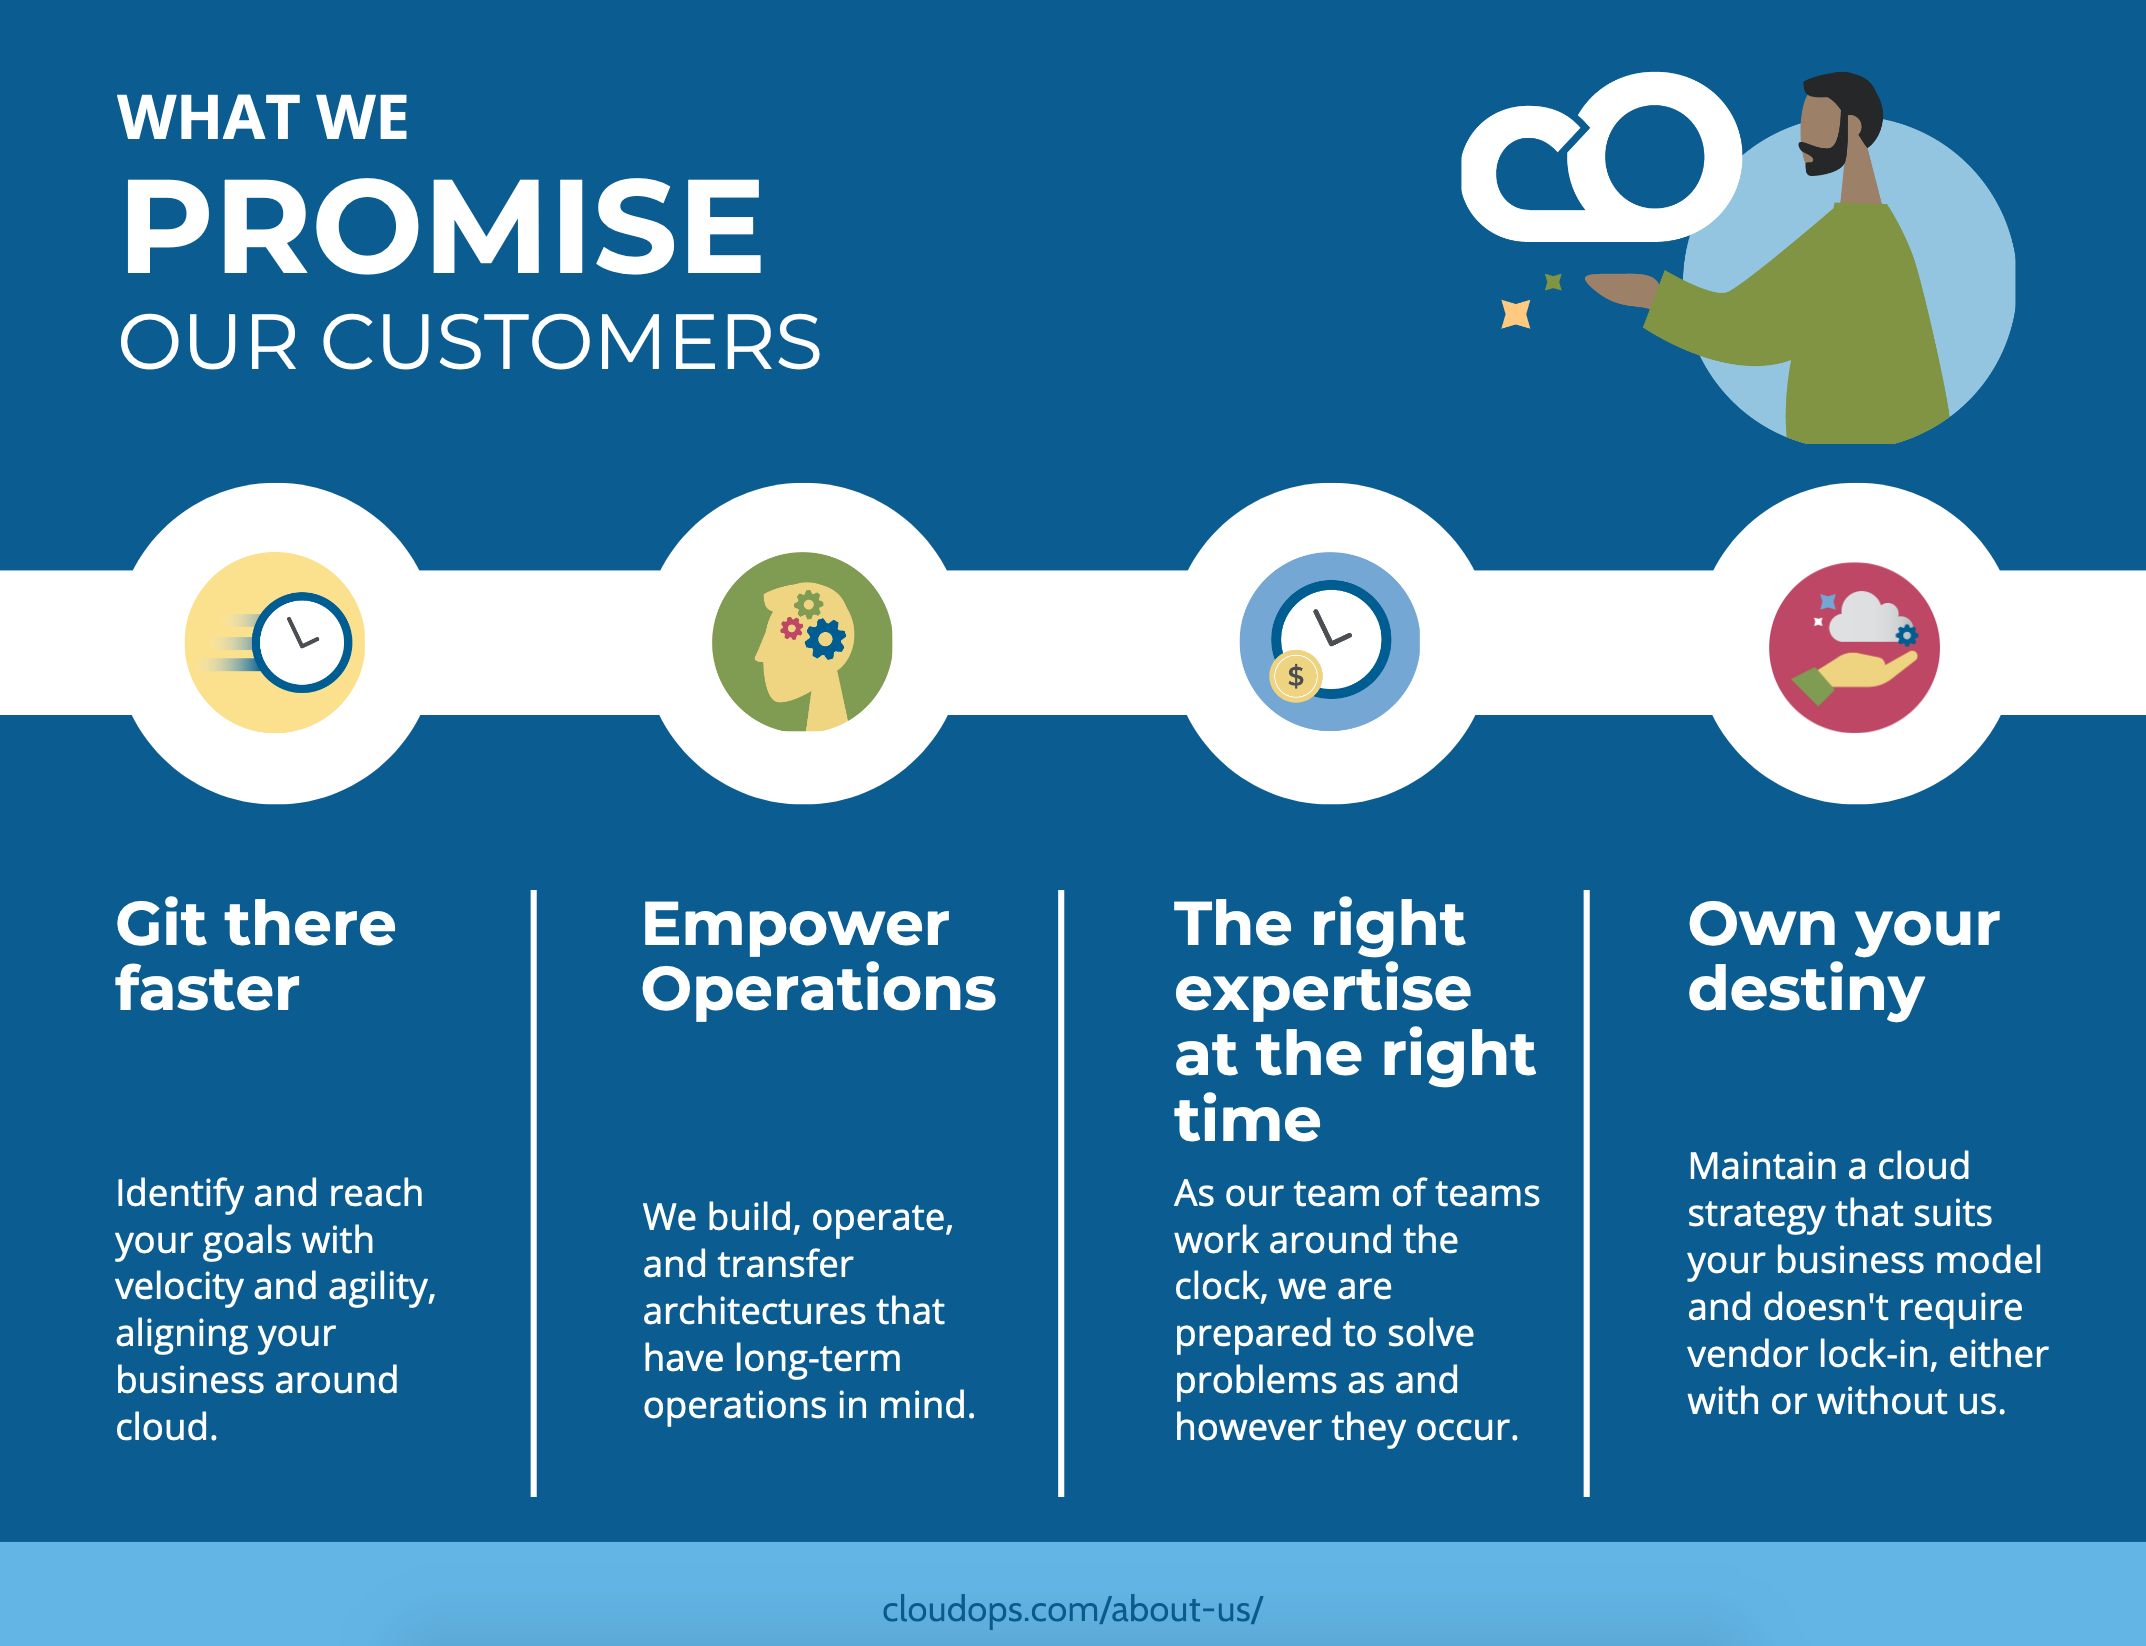 WHAT WE
PROMISE
OUR CUSTOMERS
cO
$
Git there
faster
Identify and reach
your goals with
velocity and agility,
aligning your
business around
cloud.
Empower
Operations
We build, operate,
and transfer
architectures that
have long-term
operations in mind.
The right
expertise
at the right
time
As our team of teams
work around the
clock, we are
prepared to solve
problems as and
however they occur.
Own your
destiny
Maintain a cloud
strategy that suits
your business model
and doesn't require
vendor lock-in, either
with or without us.
cloudops.com/about-us/